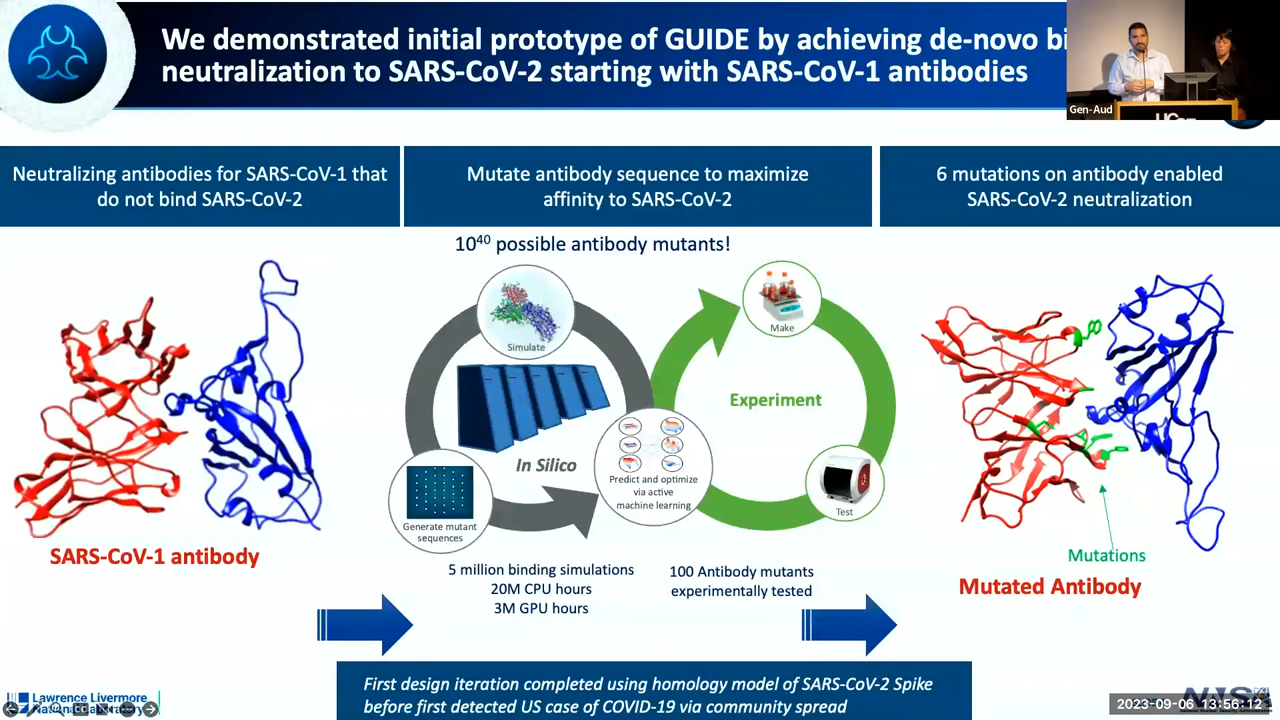 We demonstrated initial prototype of GUIDE by achieving de-novo
neutralization to SARS-CoV-2 starting with SARS-CoV-1 antibodies
Gen-Aud
Neutralizing antibodies for SARS-CoV-1 that
do not bind SARS-CoV-2
Mutate antibody sequence to maximize
affinity to SARS-CoV-2
6 mutations on antibody enabled
SARS-CoV-2 neutralization
10⁴⁰ possible antibody mutants!
Simulate
In Silico
Generate mutant
sequences
Predict and optimize
via active
machine learning
Make
Experiment
Test
5 million binding simulations
20M CPU hours
3M GPU hours
100 Antibody mutants
experimentally tested
SARS-CoV-1 antibody
Mutations
Mutated Antibody
First design iteration completed using homology model of SARS-CoV-2 Spike
before first detected US case of COVID-19 via community spread
Lawrence Livermore
2023-09-06 13:56:12